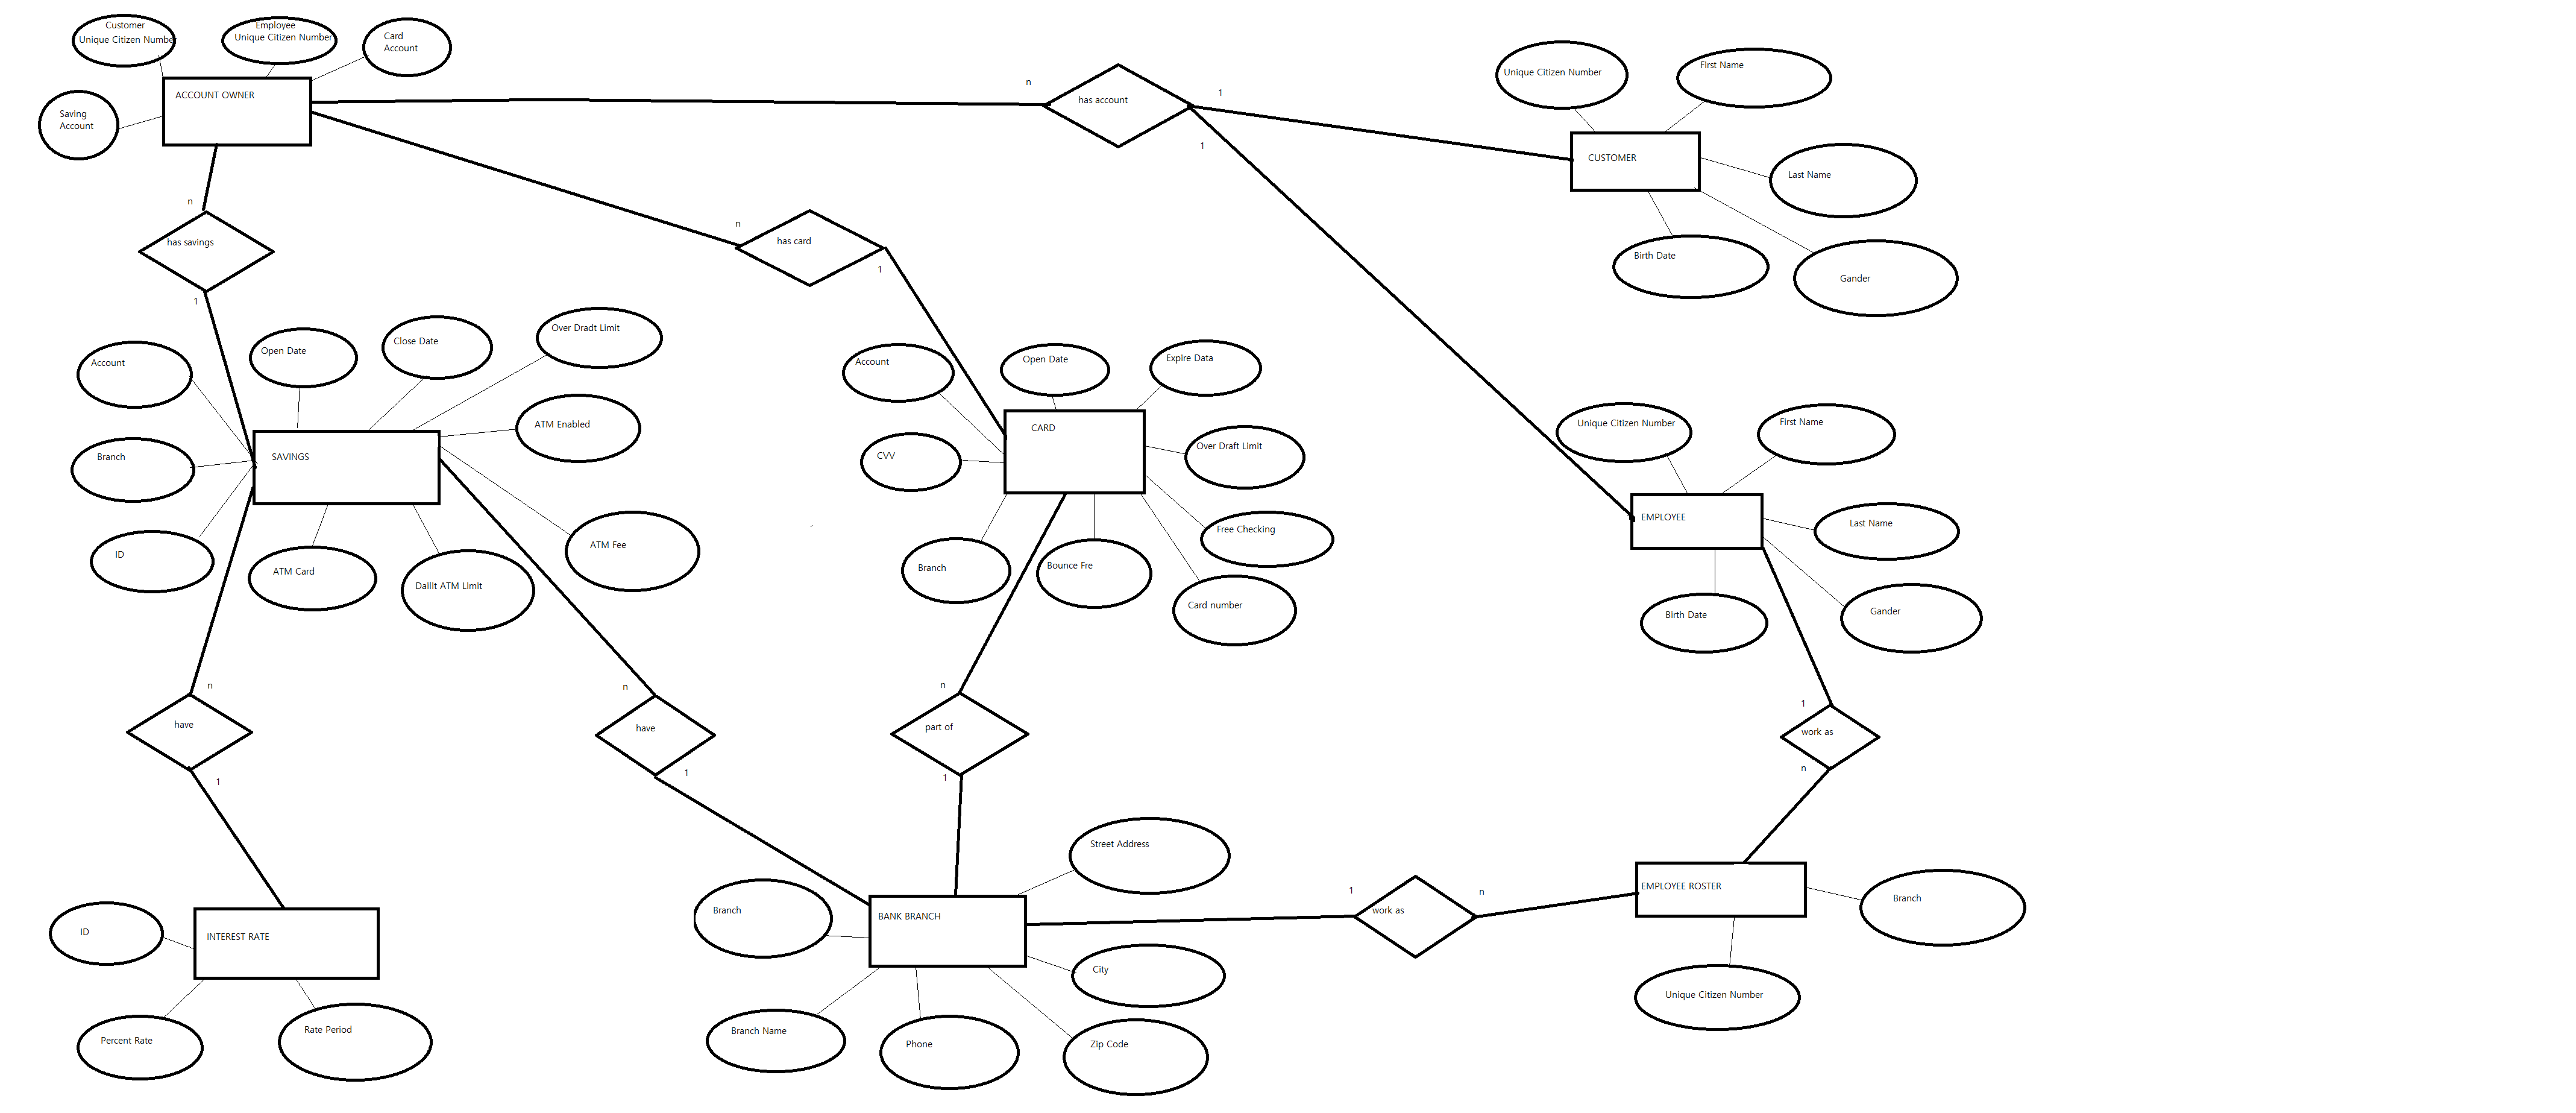 Customer
Unique Citizen Number
Employee
Unique Citizen Number
Card
Account
ACCOUNT OWNER
Saving
Account
n
has account
1
1
Unique Citizen Number
First Name
CUSTOMER
Last Name
Birth Date
Gander
n
has savings
1
n
has card
1
Account
Open Date
Close Date
Over Dradt Limit
ATM Enabled
Branch
SAVINGS
ID
ATM Card
Dailit ATM Limit
ATM Fee
Account
Open Date
Expire Data
CARD
CVV
Over Draft Limit
Free Checking
Branch
Bounce Fre
Card number
Unique Citizen Number
First Name
EMPLOYEE
Last Name
Birth Date
Gander
n
have
1
n
have
1
n
part of
1
1
work as
n
Street Address
Branch
BANK BRANCH
1
work as
n
EMPLOYEE ROSTER
Branch
ID
INTEREST RATE
Percent Rate
Rate Period
City
Branch Name
Phone
Zip Code
Unique Citizen Number